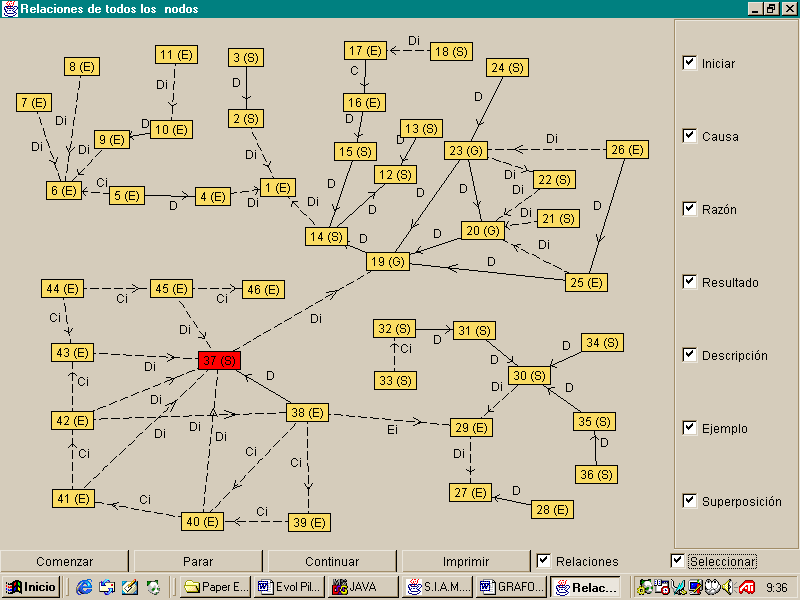 Relaciones de todos los nodos
17 (E)
Di
18 (S)
11 (E)
3 (S)
8 (E)
C
24 (S)
Iniciar
Di
D
7 (E)
16 (E)
D
Di
9 (E)
D
10 (E)
2 (S)
D
13 (S)
D
Causa
Di
Di
Di
15 (S)
23 (G)
Di
26 (E)
12 (S)
Di
22 (S)
6 (E)
Ci
5 (E)
D
4 (E)
Di
1 (E)
D
D
D
Di
Di
D
D
Di
21 (S)
Razón
14 (S)
D
20 (G)
D
Di
19 (G)
D
25 (E)
44 (E)
Ci
45 (E)
Ci
46 (E)
Resultado
Ci
Di
Di
32 (S)
D
31 (S)
34 (S)
43 (E)
Di
37 (S)
Ci
D
D
Descripción
Ci
D
33 (S)
30 (S)
Di
D
Di
42 (E)
Di
Di
38 (E)
Ei
29 (E)
35 (S)
Ejemplo
Ci
Di
Ci
Ci
Di
D
36 (S)
41 (E)
Ci
Ci
27 (E)
D
28 (E)
Superposición
40 (E)
39 (E)
Comenzar Parar Continuar Imprimir Relaciones Seleccionar
Inicio Paper E... Evol Pil... JAVA S.I.A.M.... GRAFO... Relac... 9:36